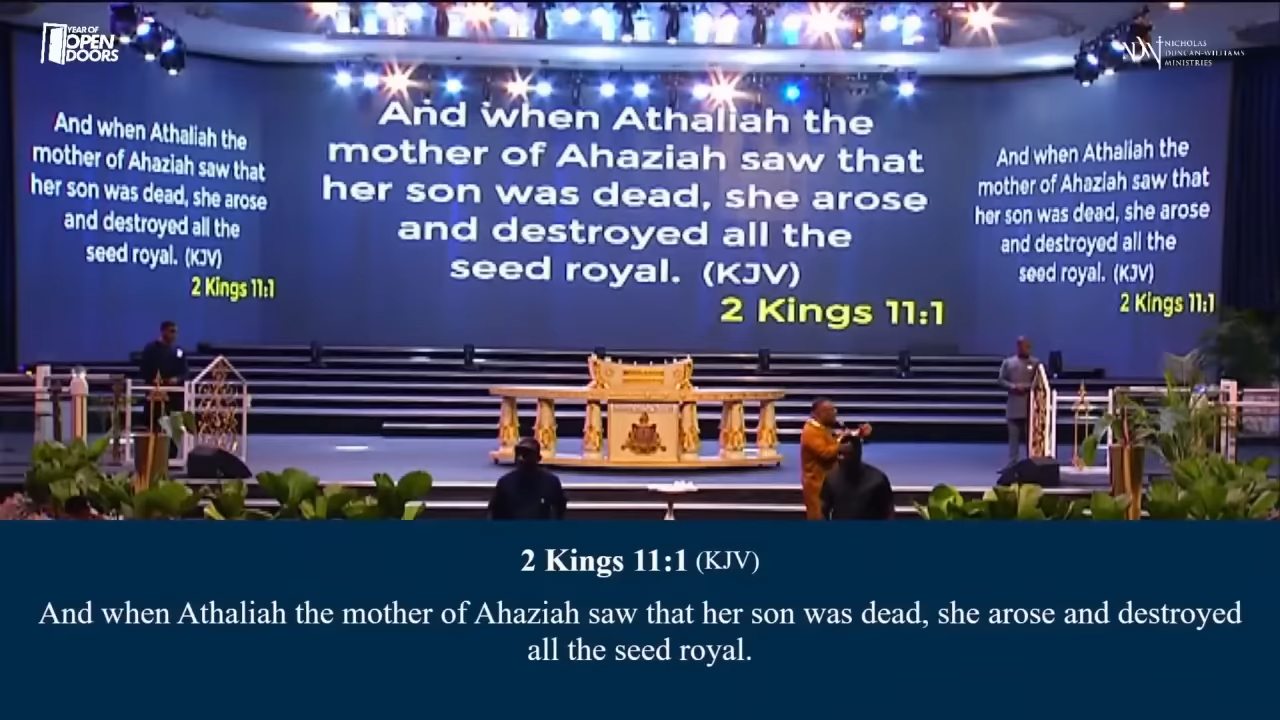 YEAR OF
OPEN
DOORS
NDW
NICHOLAS
DUNCAN-WILLIAMS
MINISTRIES
And when Athaliah the
mother of Ahaziah saw that
her son was dead, she arose
and destroyed all the
seed royal. (KJV)
2 Kings 11:1
And when Athaliah the
mother of Ahaziah saw that
her son was dead, she arose
and destroyed all the
seed royal. (KJV)
2 Kings 11:1
And when Athaliah the
mother of Ahaziah saw that
her son was dead, she arose
and destroyed all the
seed royal. (KJV)
2 Kings 11:1
2 Kings 11:1 (KJV)
And when Athaliah the mother of Ahaziah saw that her son was dead, she arose and destroyed
all the seed royal.